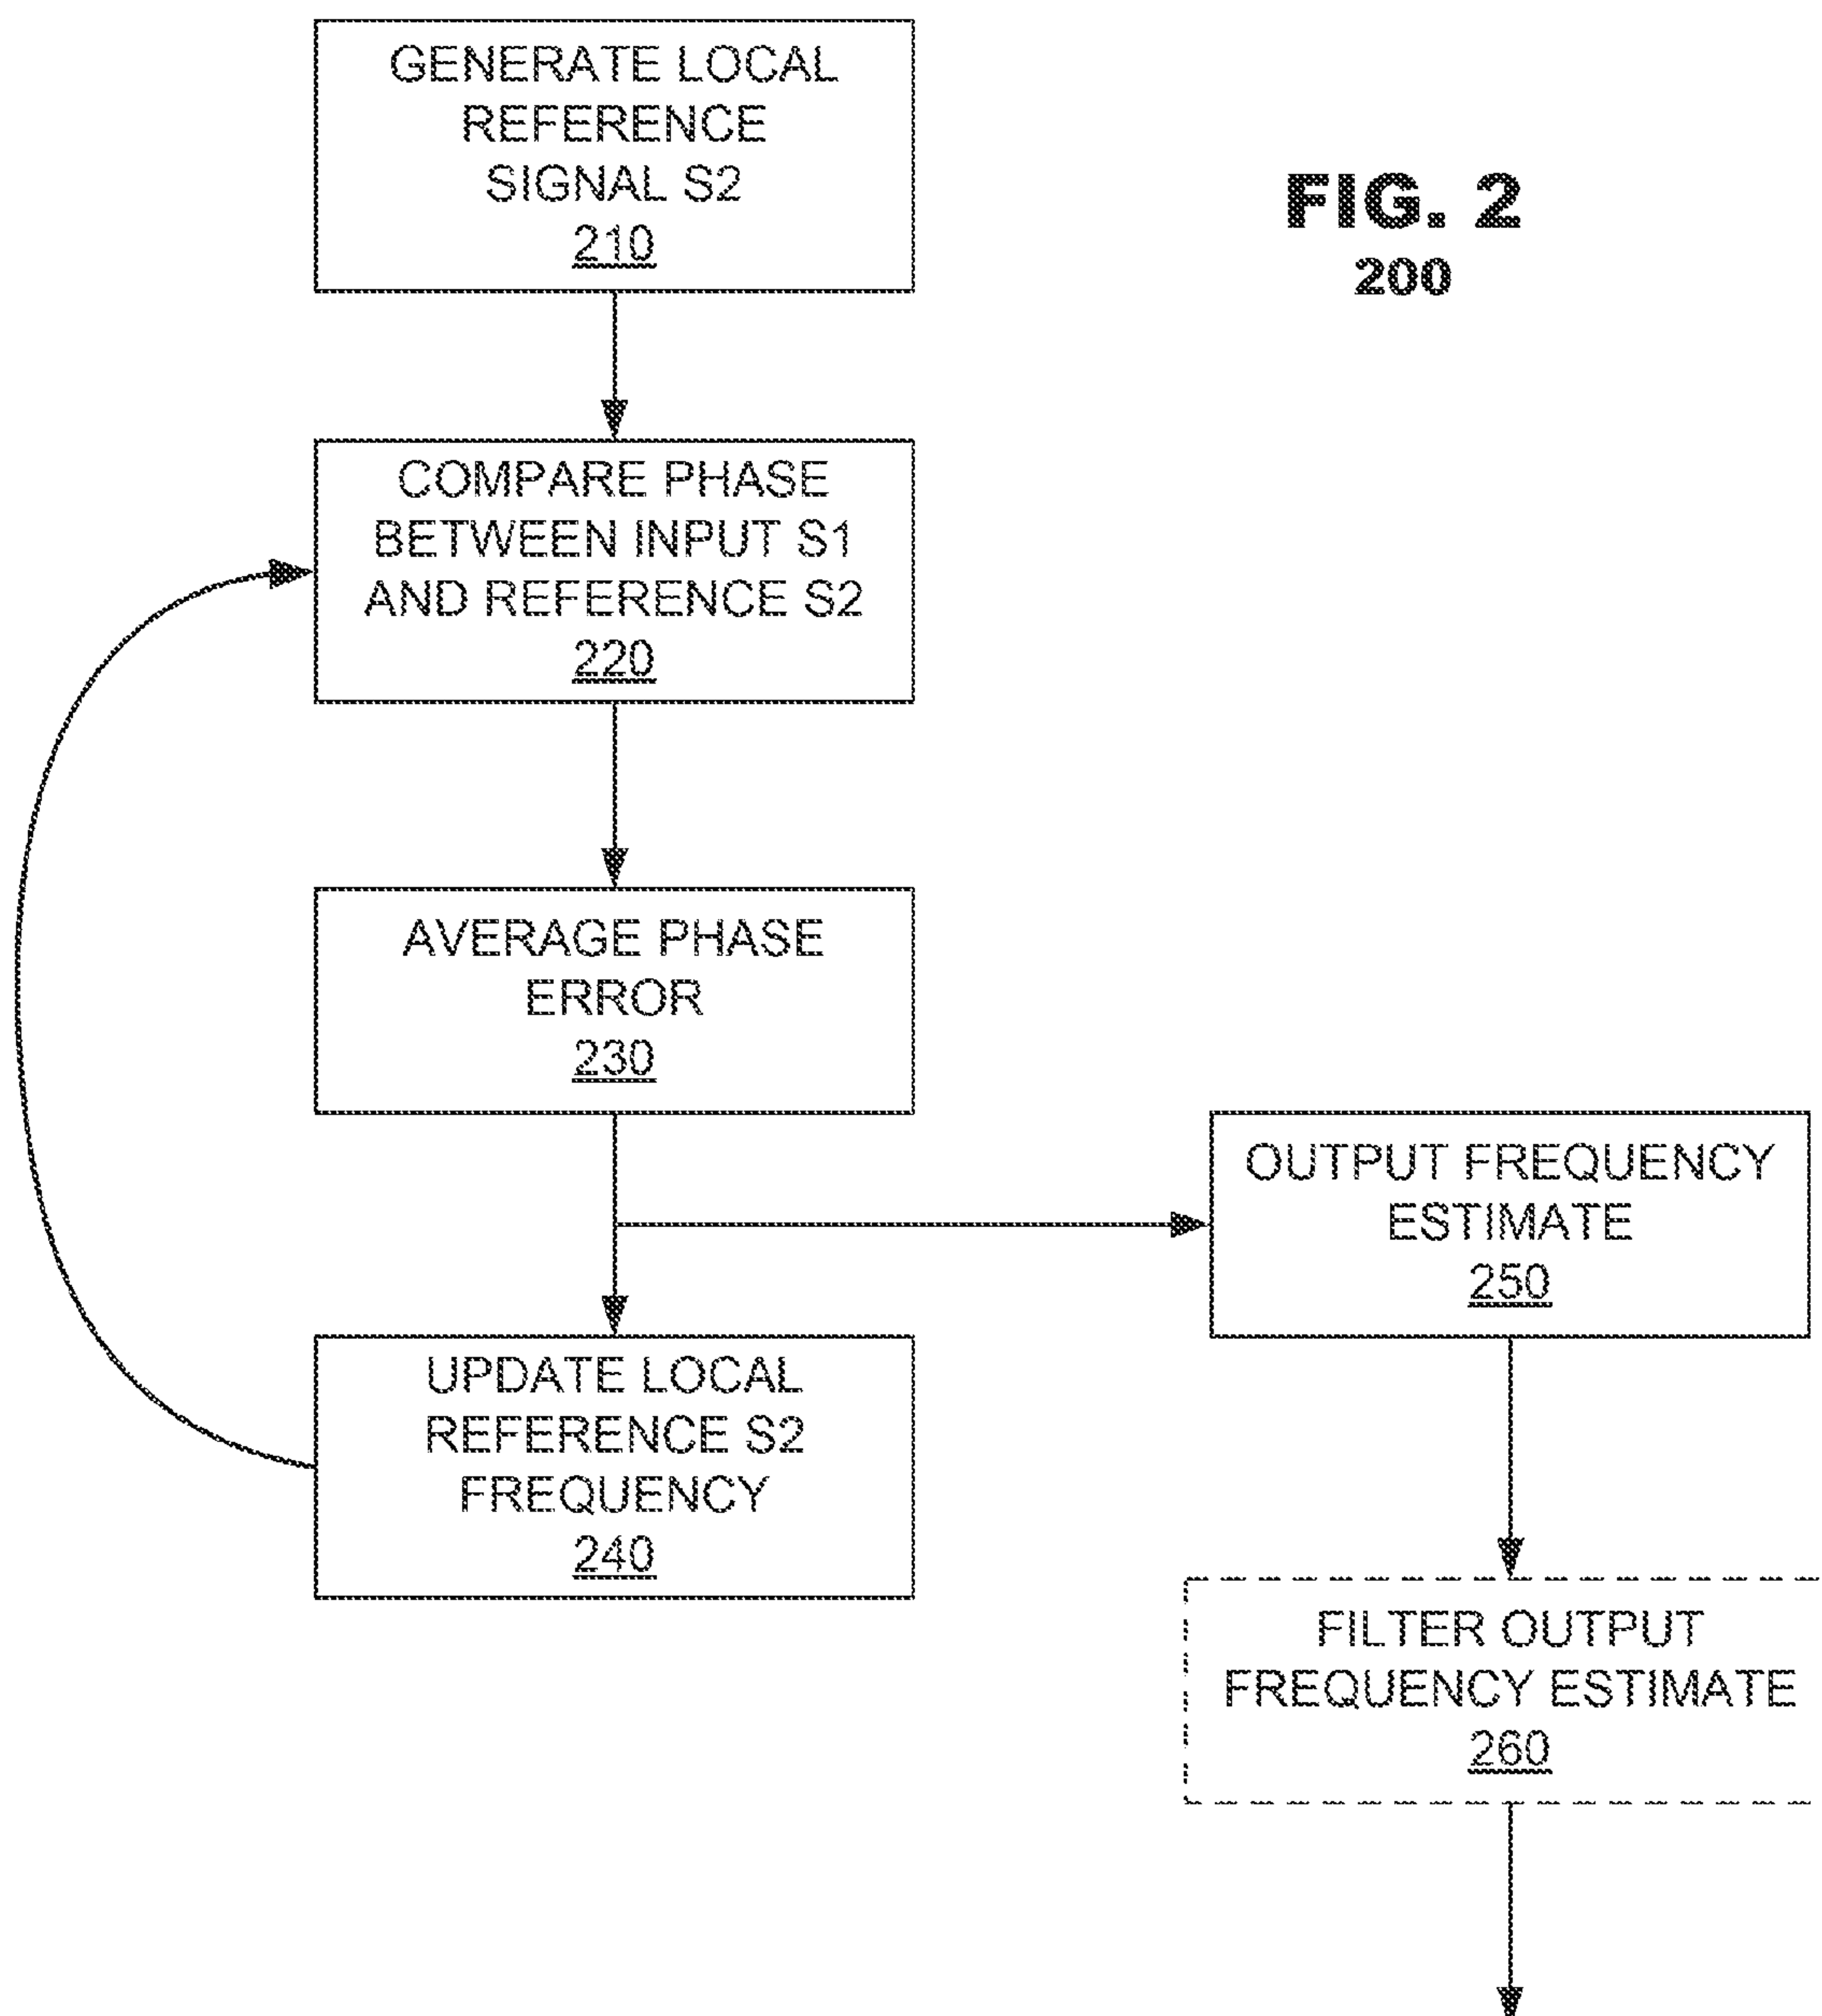 GENERATE LOCAL
REFERENCE
SIGNAL S2
210
FIG. 2
200
COMPARE PHASE
BETWEEN INPUT S1
AND REFERENCE S2
220
AVERAGE PHASE
ERROR
230
OUTPUT FREQUENCY
ESTIMATE
250
UPDATE LOCAL
REFERENCE S2
FREQUENCY
240
FILTER OUTPUT
FREQUENCY ESTIMATE
260